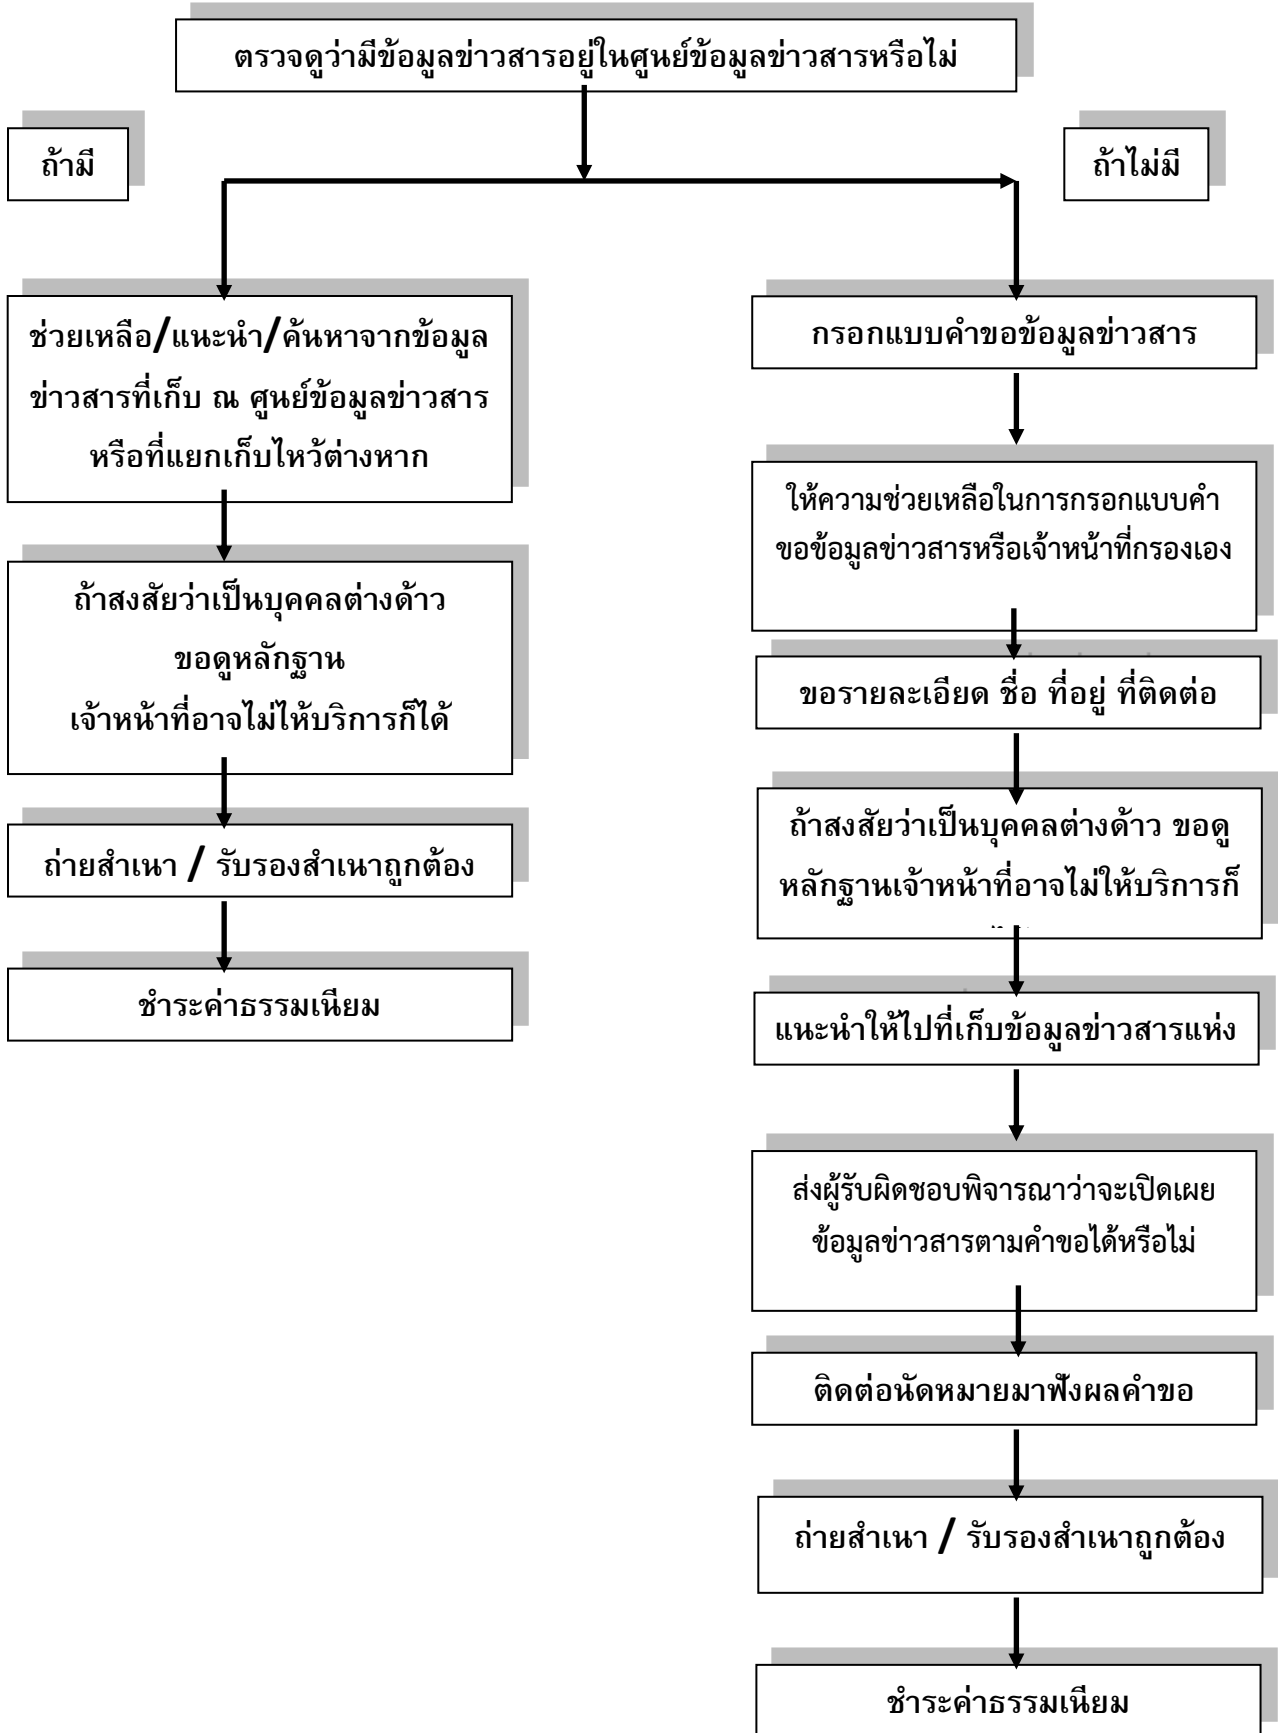 ตรวจดูว่ามีข้อมูลข่าวสารอยู่ในศูนย์ข้อมูลข่าวสารหรือไม่
ถ้ามี
ถ้าไม่มี
ช่วยเหลือ/แนะนำ/ค้นหาจากข้อมูล
ข่าวสารที่เก็บ ณ ศูนย์ข้อมูลข่าวสาร
หรือที่แยกเก็บไหว้ต่างหาก
ถ้าสงสัยว่าเป็นบุคคลต่างด้าว
ขอดูหลักฐาน
เจ้าหน้าที่อาจไม่ไห้บริการก็ได้
ถ่ายสำเนา / รับรองสำเนาถูกต้อง
ชำระค่าธรรมเนียม
กรอกแบบคำขอข้อมูลข่าวสาร
ให้ความช่วยเหลือในการกรอกแบบคำ
ขอข้อมูลข่าวสารหรือเจ้าหน้าที่กรองเอง
ขอรายละเอียด ชื่อ ที่อยู่ ที่ติดต่อ
ถ้าสงสัยว่าเป็นบุคคลต่างด้าว ขอดู
หลักฐานเจ้าหน้าที่อาจไม่ให้บริการก็
แนะนำให้ไปที่เก็บข้อมูลข่าวสารแห่ง
ส่งผู้รับผิดชอบพิจารณาว่าจะเปิดเผย
ข้อมูลข่าวสารตามคำขอได้หรือไม่
ติดต่อนัดหมายมาฟังผลคำขอ
ถ่ายสำเนา / รับรองสำเนาถูกต้อง
ชำระค่าธรรมเนียม